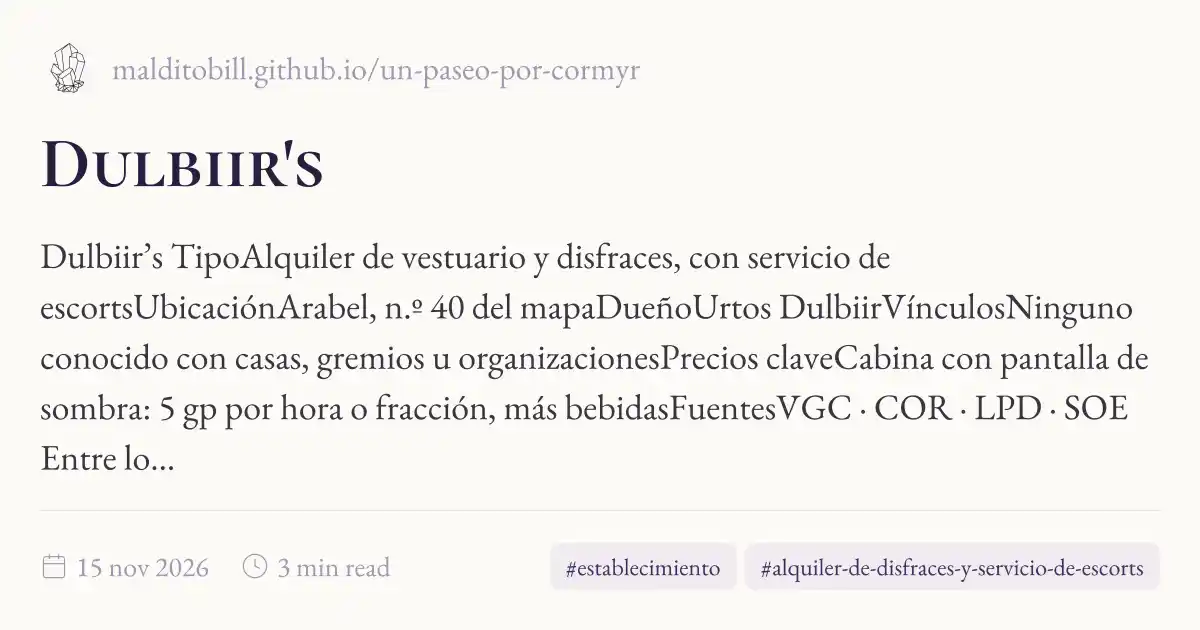 malditobill.github.io/un-paseo-por-cormyr
Dulbiir's
Dulbiir’s TipoAlquiler de vestuario y disfraces, con servicio de
escortsUbicaciónArabel, n.º 40 del mapaDueñoUrtos DulbiirVínculosNinguno
conocido con casas, gremios u organizacionesPrecios claveCabina con pantalla de
sombra: 5 gp por hora o fracción, más bebidasFuentesVGC · COR · LPD · SOE
Entre lo...
15 nov 2026
3 min read
#establecimiento
#alquiler-de-disfraces-y-servicio-de-escorts